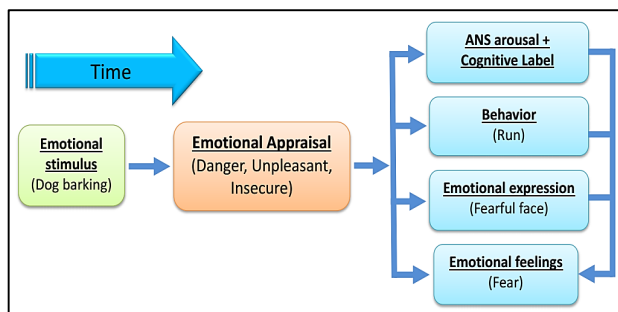 Time
Emotional
stimulus
(Dog barking)
Emotional Appraisal
(Danger, Unpleasant,
Insecure)
ANS arousal +
Cognitive Label
Behavior
(Run)
Emotional expression
(Fearful face)
Emotional feelings
(Fear)